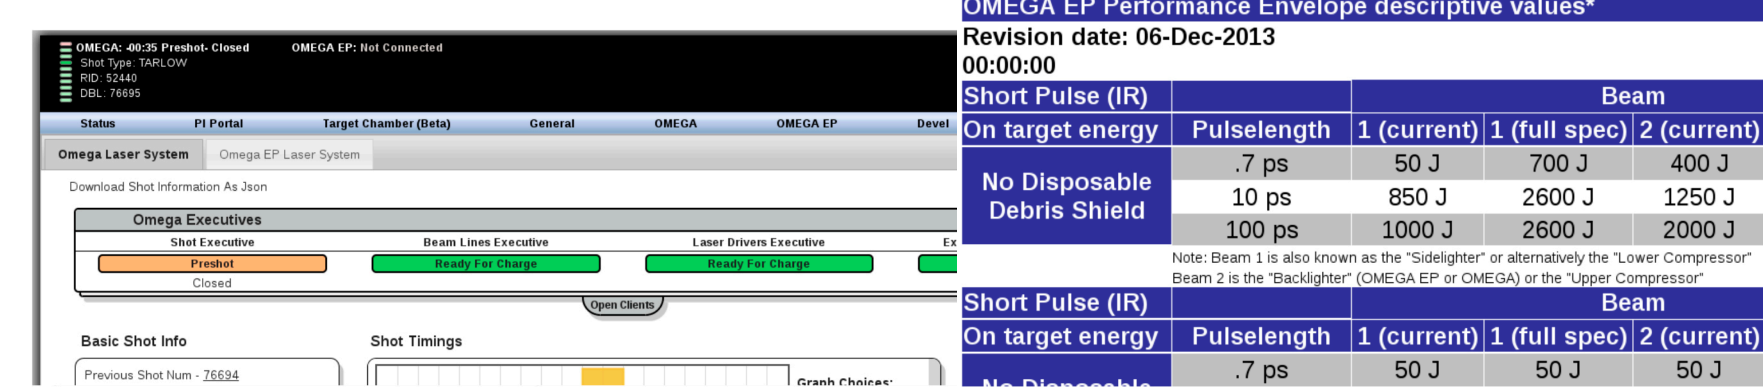 OMEGA: -00:35 Preshot- Closed OMEGA EP: Not Connected
Shot Type: TARLOW
RID: 52440
DBL: 76695
Status PI Portal Target Chamber (Beta) General OMEGA OMEGA EP Devel
Omega Laser System Omega EP Laser System
Download Shot Information As Json
Omega Executives
Shot Executive Beam Lines Executive Laser Drivers Executive Ex
Preshot Ready For Charge Ready For Charge
Closed
Open Clients
Basic Shot Info Shot Timings
Previous Shot Num - 76694
Graph Choices:
OMEGA EP Performance Envelope descriptive values*
Revision date: 06-Dec-2013
00:00:00
Short Pulse (IR) Beam
On target energy Pulselength 1 (current) 1 (full spec) 2 (current)
No Disposable Debris Shield
.7 ps 50 J 700 J 400 J
10 ps 850 J 2600 J 1250 J
100 ps 1000 J 2600 J 2000 J
Note: Beam 1 is also known as the "Sidelighter" or alternatively the "Lower Compressor"
Beam 2 is the "Backlighter" (OMEGA EP or OMEGA) or the "Upper Compressor"
Short Pulse (IR) Beam
On target energy Pulselength 1 (current) 1 (full spec) 2 (current)
.7 ps 50 J 50 J 50 J
No Disposable